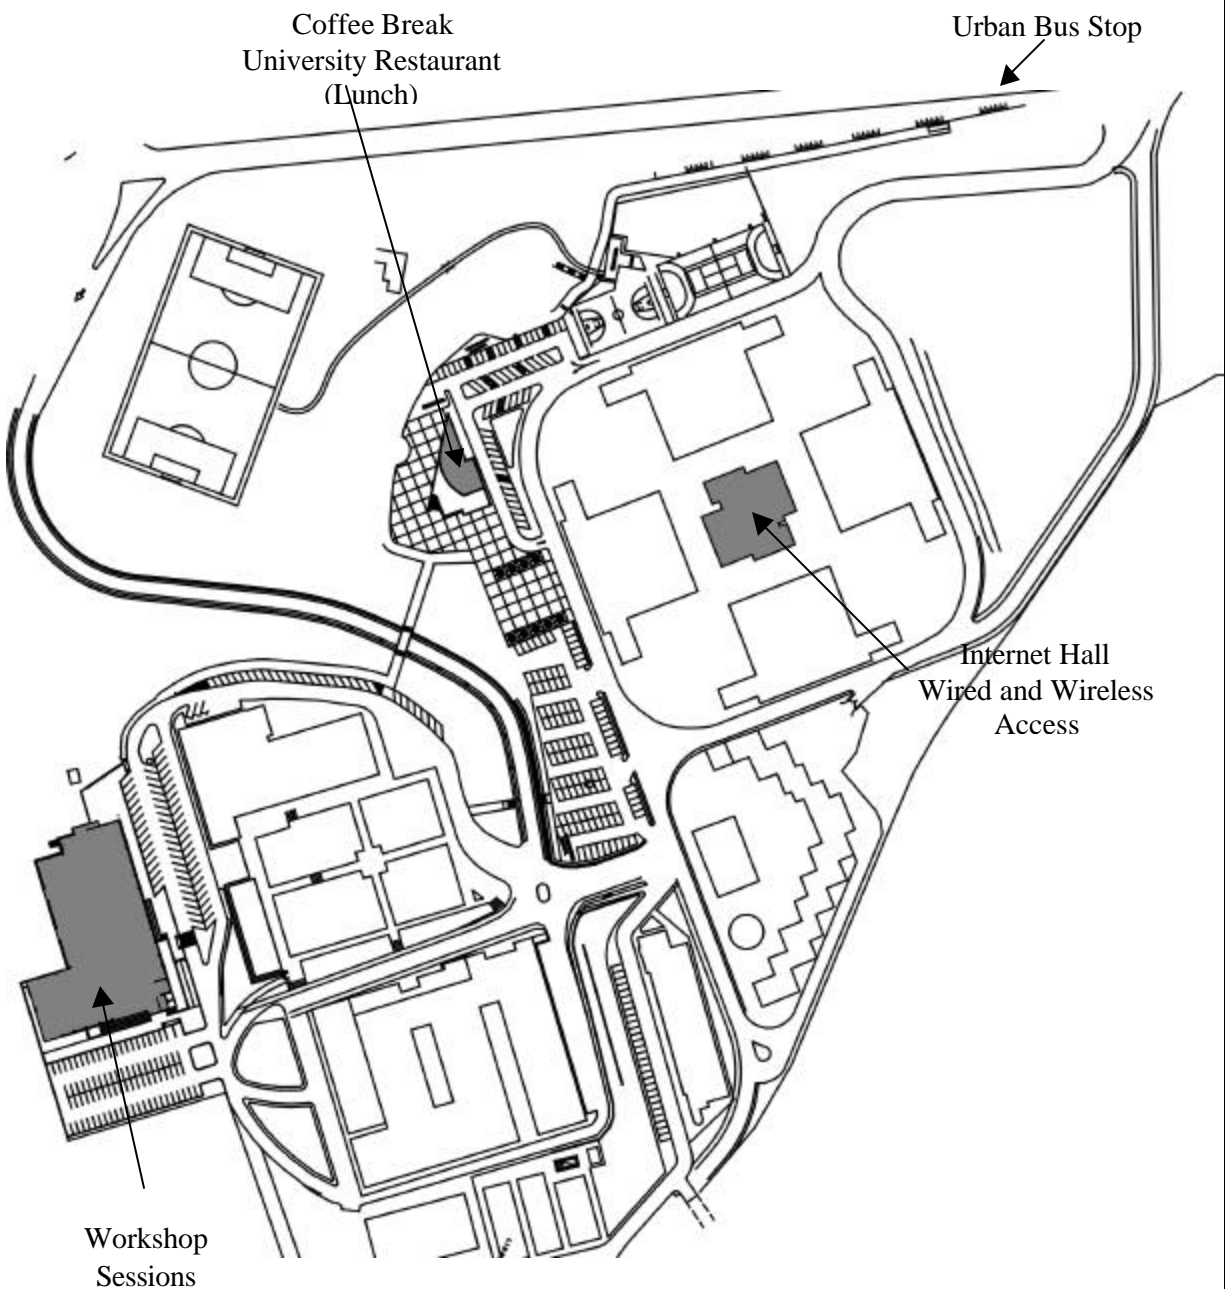 Coffee Break
University Restaurant
(Lunch)
Urban Bus Stop
Internet Hall
Wired and Wireless
Access
Workshop
Sessions